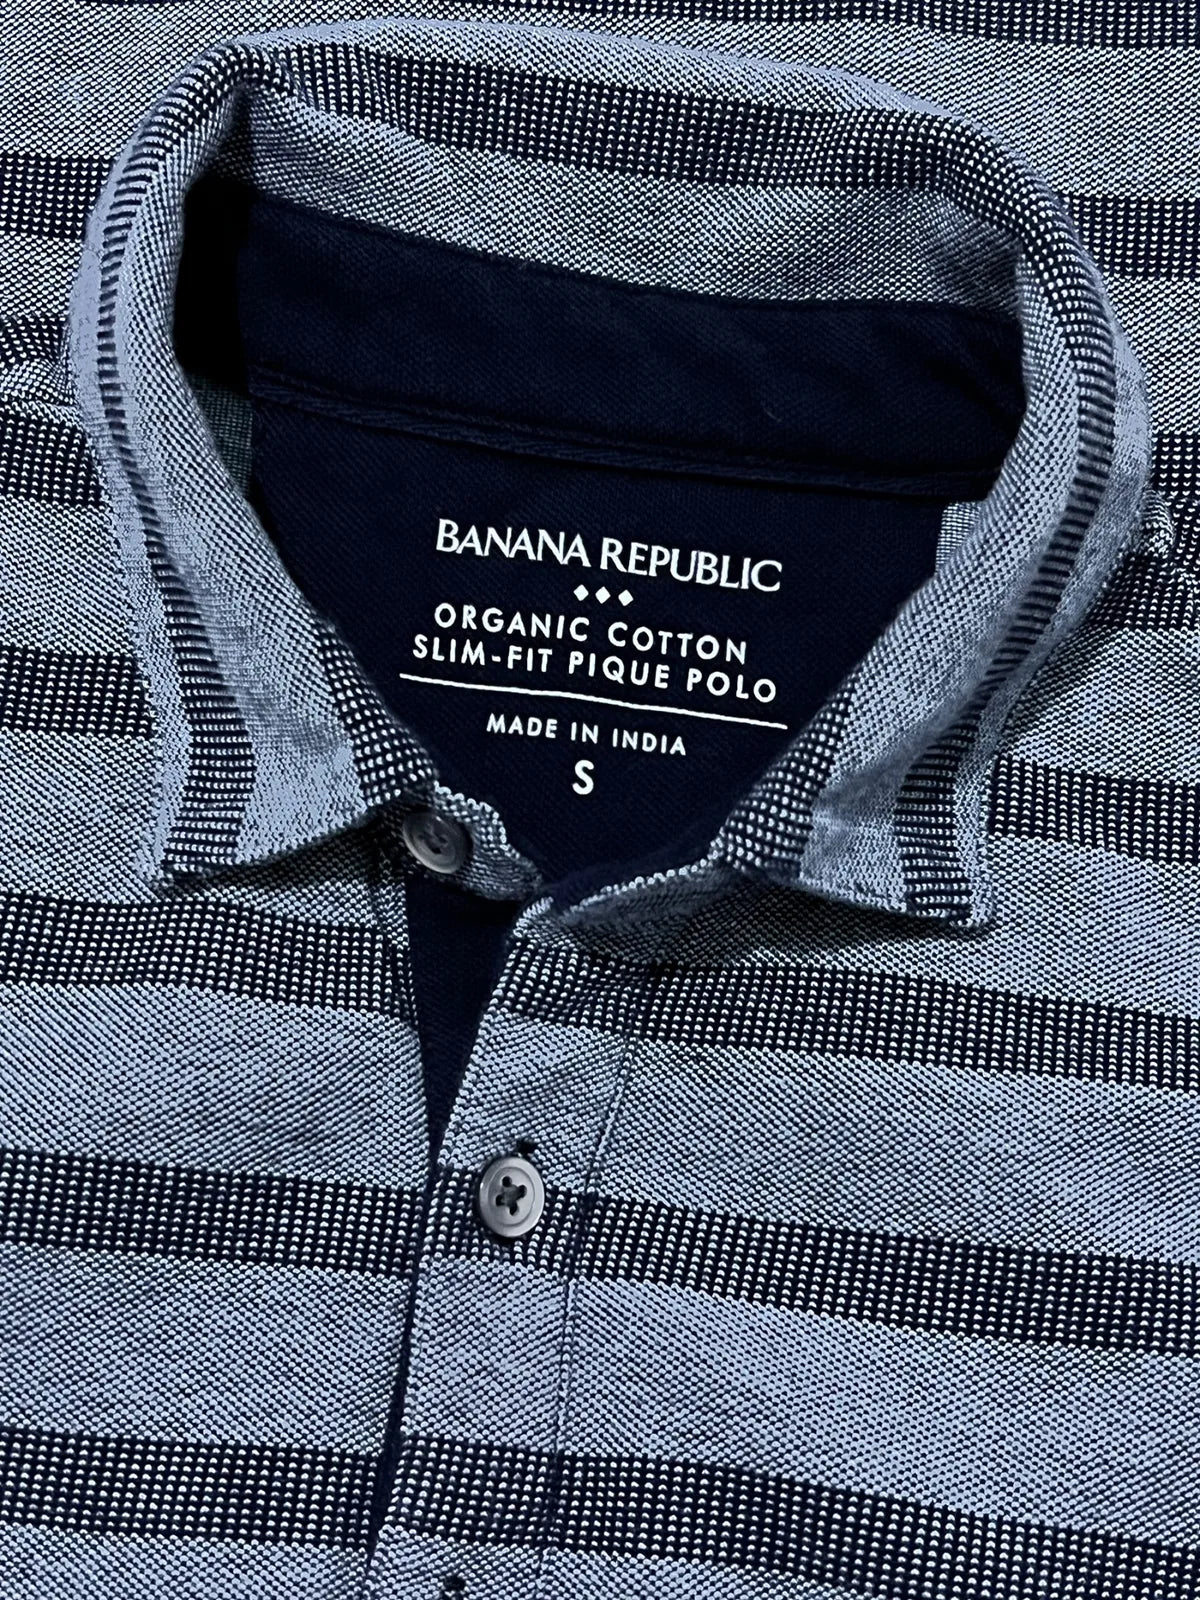 BANANA REPUBLIC
ORGANIC COTTON
SLIM-FIT PIQUE POLO
MADE IN INDIA
S